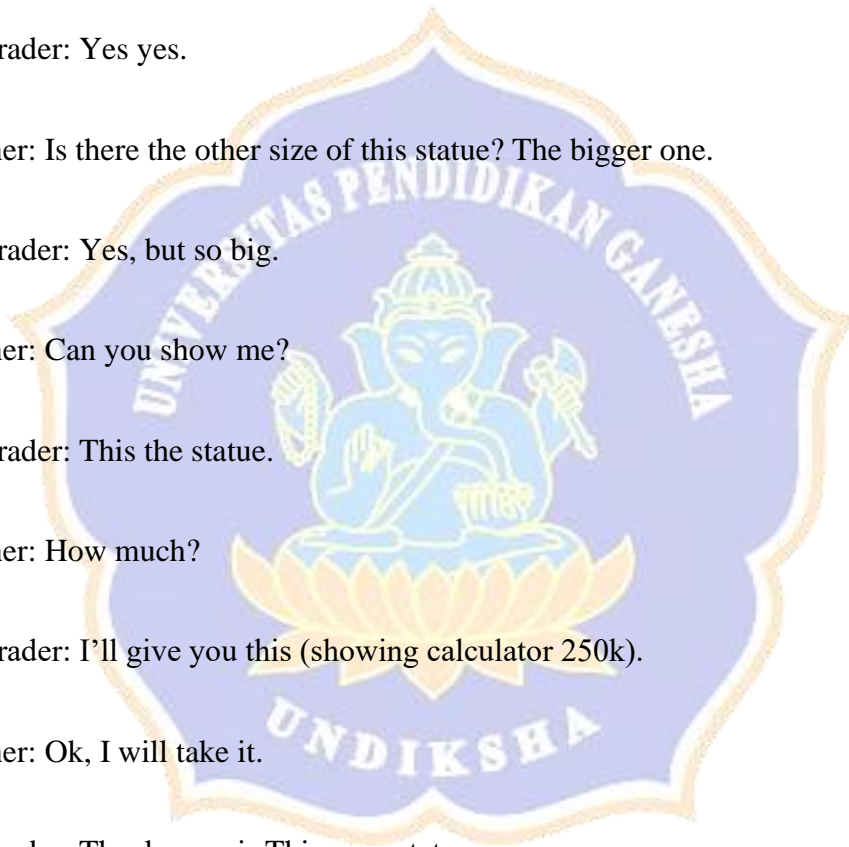 rader: Yes yes.
ner: Is there the other size of this statue? The bigger one.
rader: Yes, but so big.
ner: Can you show me?
rader: This the statue.
ner: How much?
rader: I’ll give you this (showing calculator 250k).
ner: Ok, I will take it.
UNIVERSITAS PENDIDIKAN GANESHA
UNDIKSHA